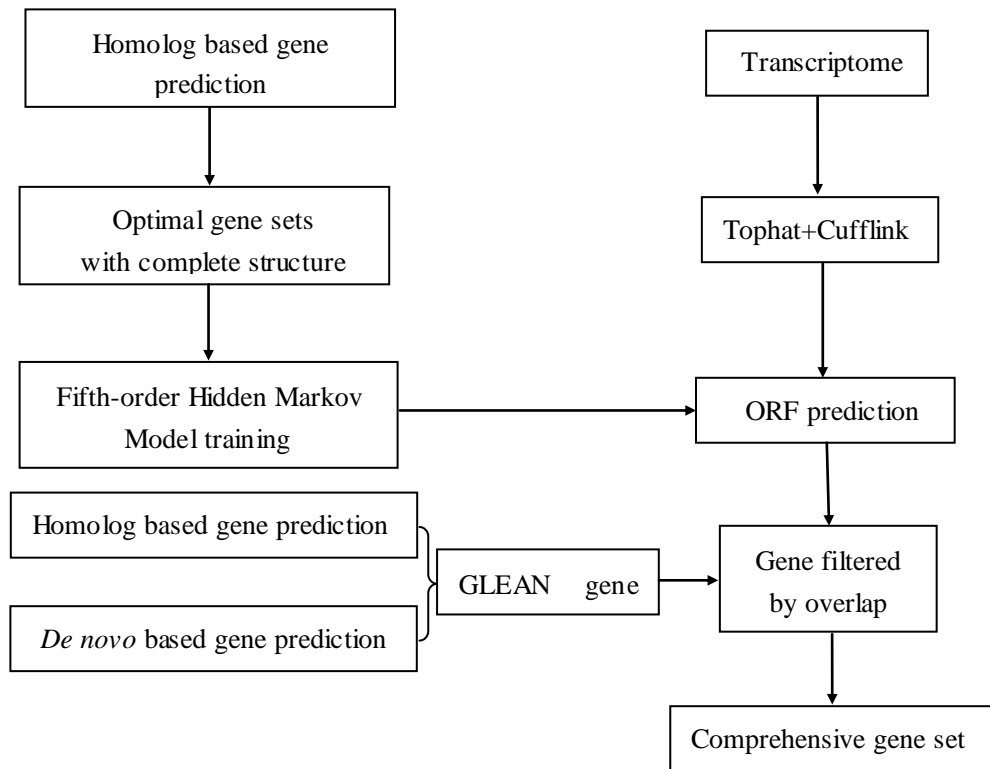 Homolog based gene
prediction
Transcriptome
Optimal gene sets
with complete structure
Tophat+Cufflink
Fifth-order Hidden Markov
Model training
ORF prediction
Homolog based gene prediction
De novo based gene prediction
GLEAN gene
Gene filtered
by overlap
Comprehensive gene set